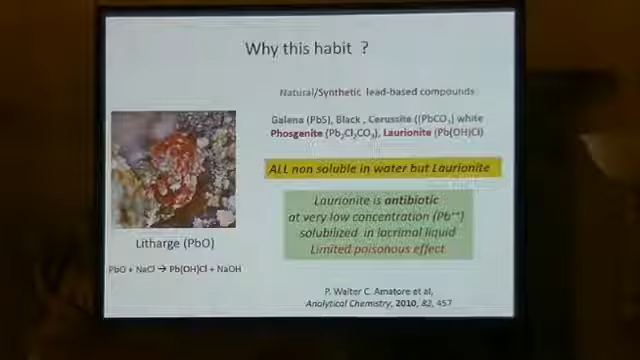 Why this habit ?
Natural/Synthetic lead-based compounds
Galena (PbS), Black , Cerussite ((PbCO3) white
Phosgenite (Pb2Cl2CO3), Laurionite (Pb(OH)Cl)
ALL non soluble in water but Laurionite
Laurionite is antibiotic
at very low concentration (Pb++)
solubilized in lacrimal liquid
Limited poisonous effect
Litharge (PbO)
PbO + NaCl → Pb(OH)Cl + NaOH
P. Walter C. Amatore et al,
Analytical Chemistry, 2010, 82, 457